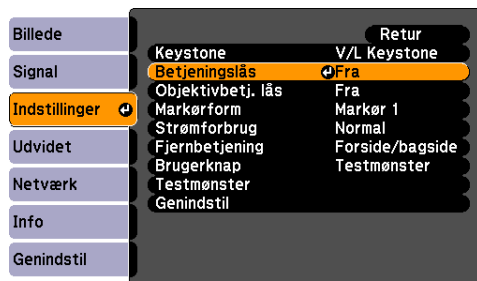 Billede
Signal
Indstillinger
Udvidet
Netværk
Info
Genindstil
Retur
Keystone V/L Keystone
Betjeningslås Fra
Objektivbetj. lås Fra
Markørform Markør 1
Strømforbrug Normal
Fjernbetjening Forside/bagside
Brugerknap Testmønster
Testmønster
Genindstil